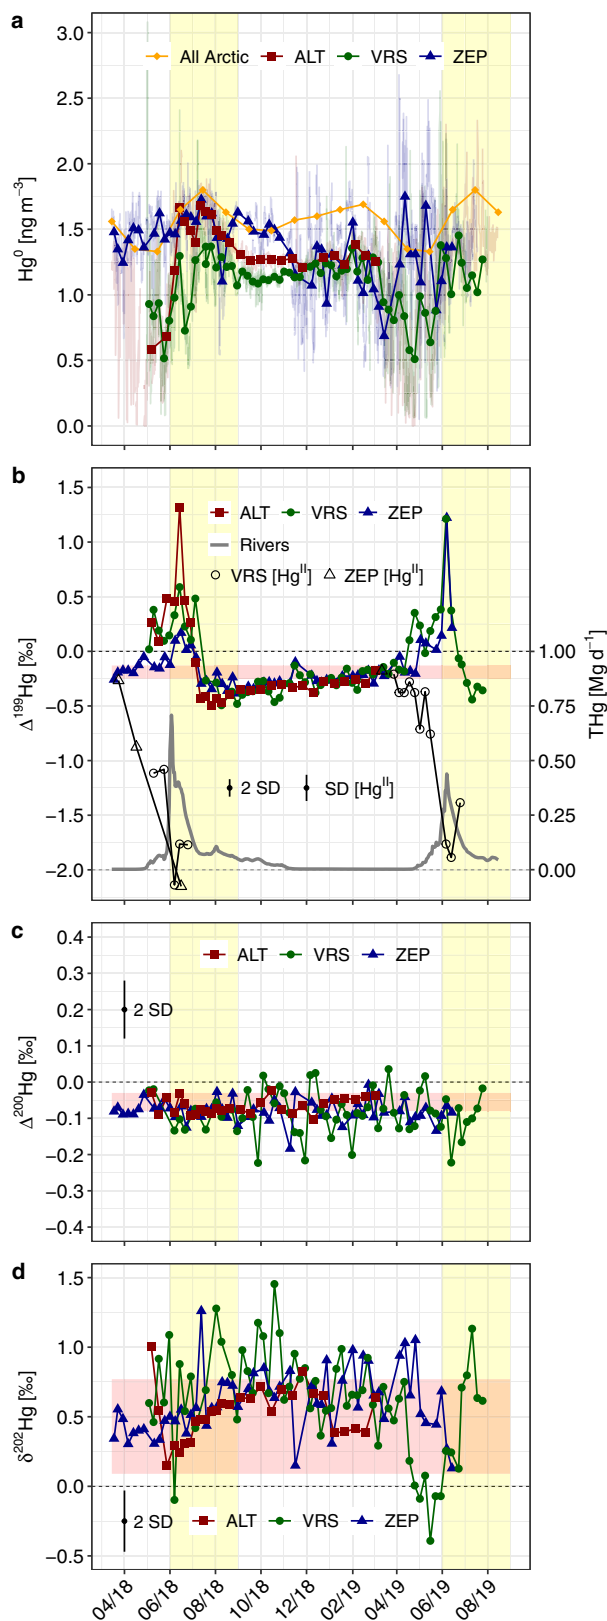 a
All Arctic ALT VRS ZEP
3.0
2.5
2.0
1.5
1.0
0.5
0.0
Hg⁰ [ng m⁻³]
b
ALT VRS ZEP
Rivers
VRS [Hgᴵᴵ] ZEP [Hgᴵᴵ]
1.5
1.0
0.5
0.0
−0.5
−1.0
−1.5
−2.0
Δ¹⁹⁹Hg [‰]
2 SD SD [Hgᴵᴵ]
1.00
0.75
0.50
0.25
0.00
THg [Mg d⁻¹]
c
ALT VRS ZEP
2 SD
0.4
0.3
0.2
0.1
0.0
−0.1
−0.2
−0.3
−0.4
Δ²⁰⁰Hg [‰]
d
1.5
1.0
0.5
0.0
−0.5
δ²⁰²Hg [‰]
2 SD ALT VRS ZEP
04/18 06/18 08/18 10/18 12/18 02/19 04/19 06/19 08/19